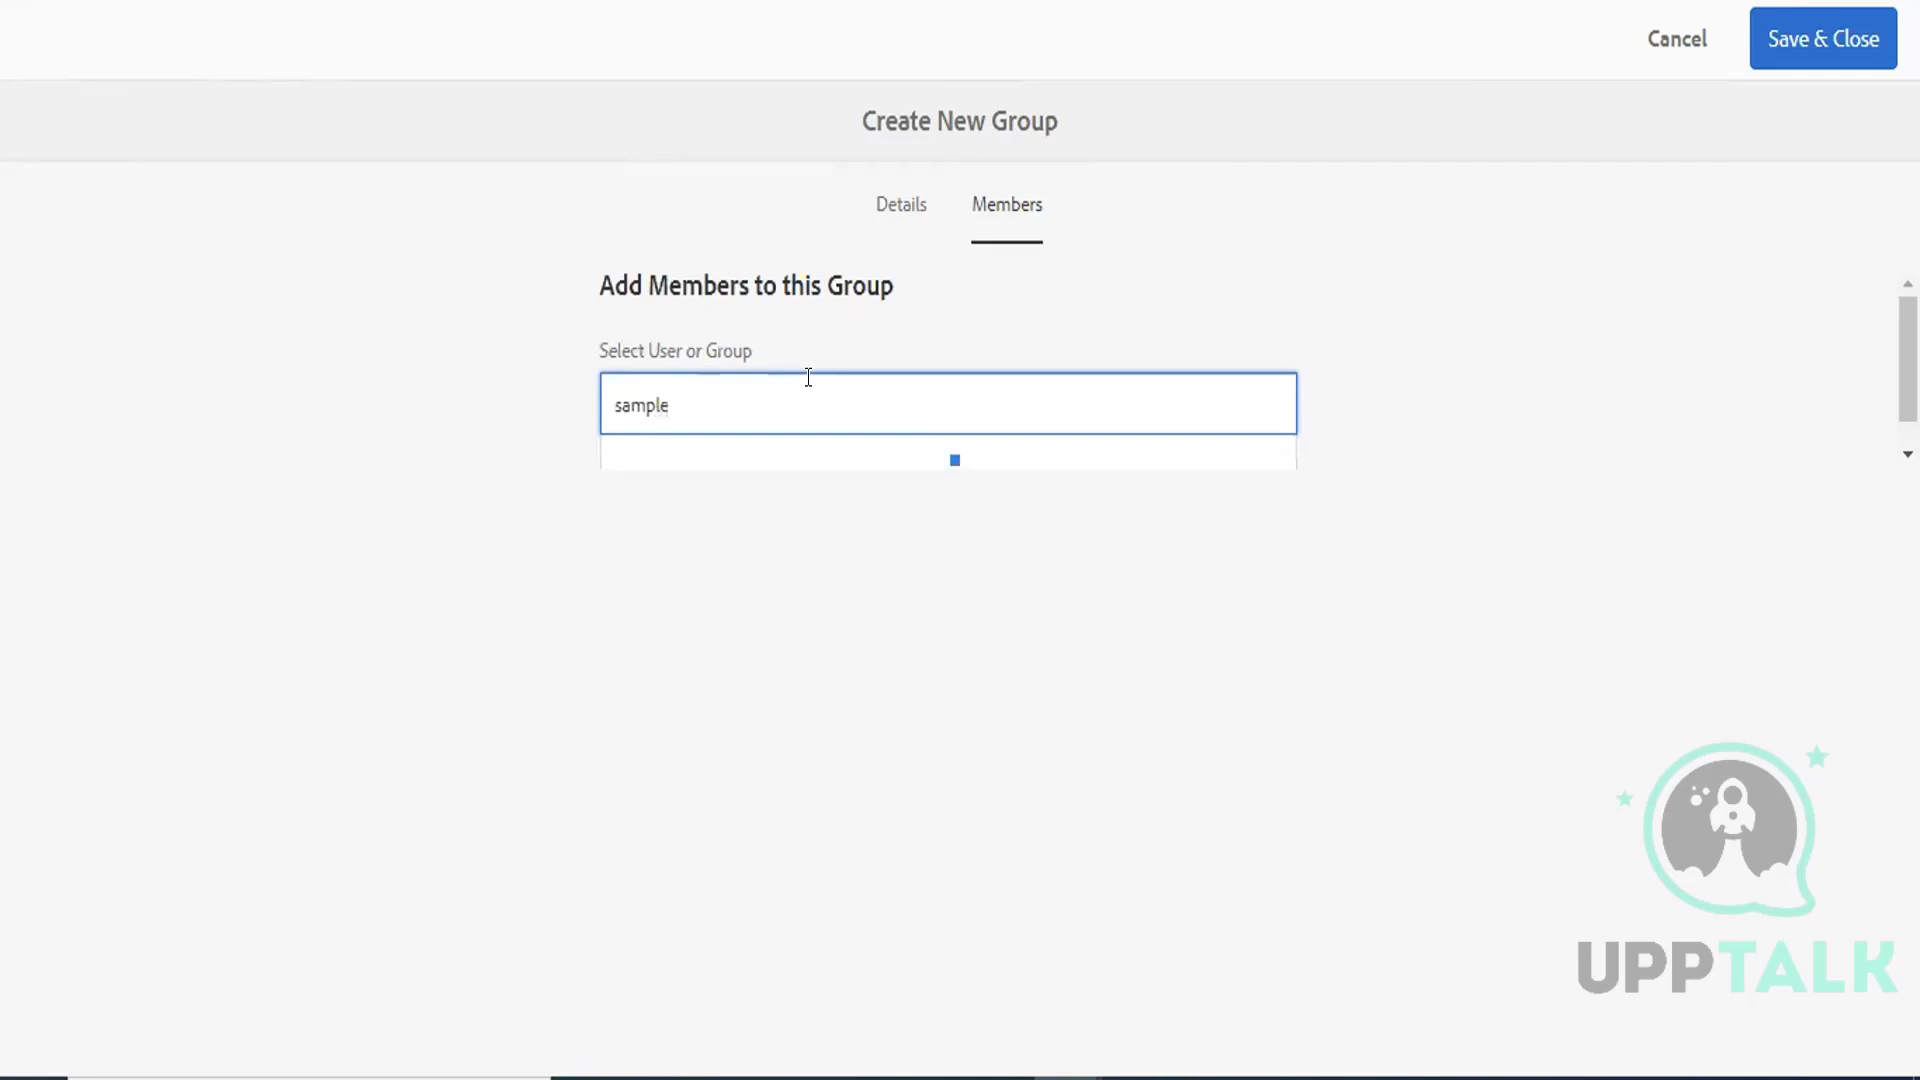 Cancel
Save & Close
Create New Group
Details
Members
Add Members to this Group
Select User or Group
sample
UPPTALK